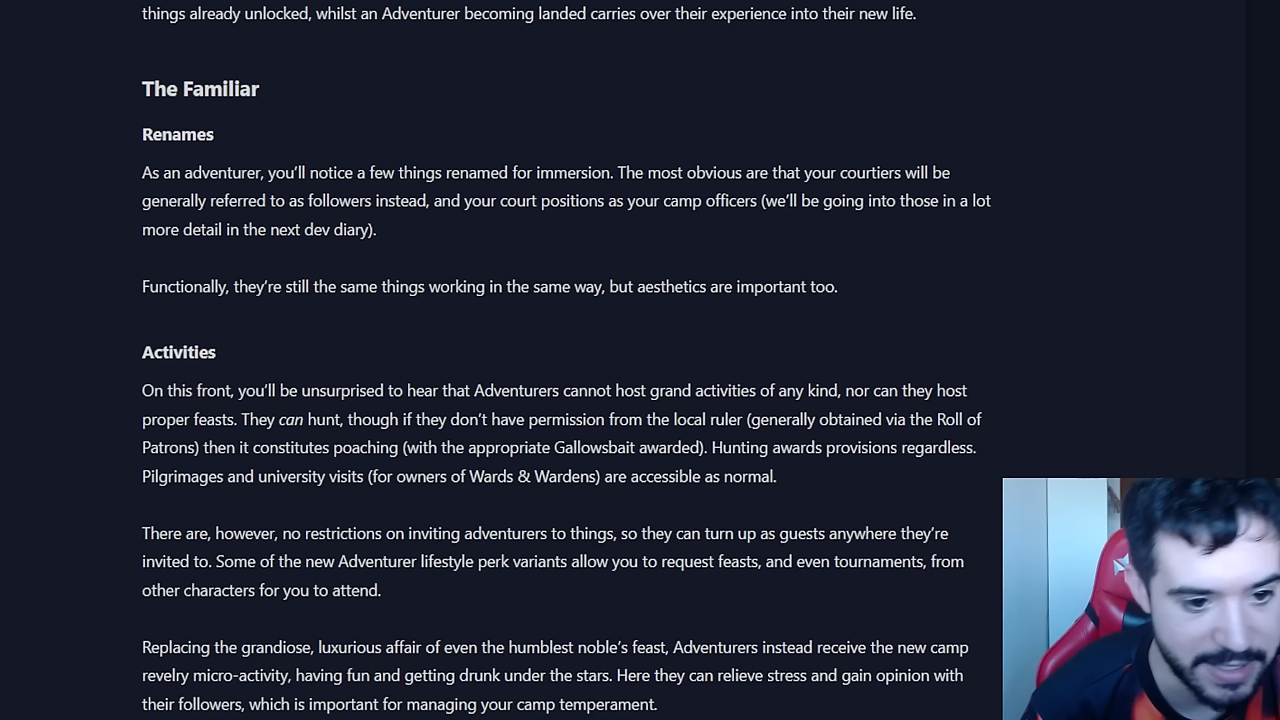 things already unlocked, whilst an Adventurer becoming landed carries over their experience into their new life.
The Familiar
Renames
As an adventurer, you’ll notice a few things renamed for immersion. The most obvious are that your courtiers will be
generally referred to as followers instead, and your court positions as your camp officers (we’ll be going into those in a lot
more detail in the next dev diary).
Functionally, they’re still the same things working in the same way, but aesthetics are important too.
Activities
On this front, you’ll be unsurprised to hear that Adventurers cannot host grand activities of any kind, nor can they host
proper feasts. They can hunt, though if they don’t have permission from the local ruler (generally obtained via the Roll of
Patrons) then it constitutes poaching (with the appropriate Gallowsbait awarded). Hunting awards provisions regardless.
Pilgrimages and university visits (for owners of Wards & Wardens) are accessible as normal.
There are, however, no restrictions on inviting adventurers to things, so they can turn up as guests anywhere they’re
invited to. Some of the new Adventurer lifestyle perk variants allow you to request feasts, and even tournaments, from
other characters for you to attend.
Replacing the grandiose, luxurious affair of even the humblest noble’s feast, Adventurers instead receive the new camp
revelry micro-activity, having fun and getting drunk under the stars. Here they can relieve stress and gain opinion with
their followers, which is important for managing your camp temperament.